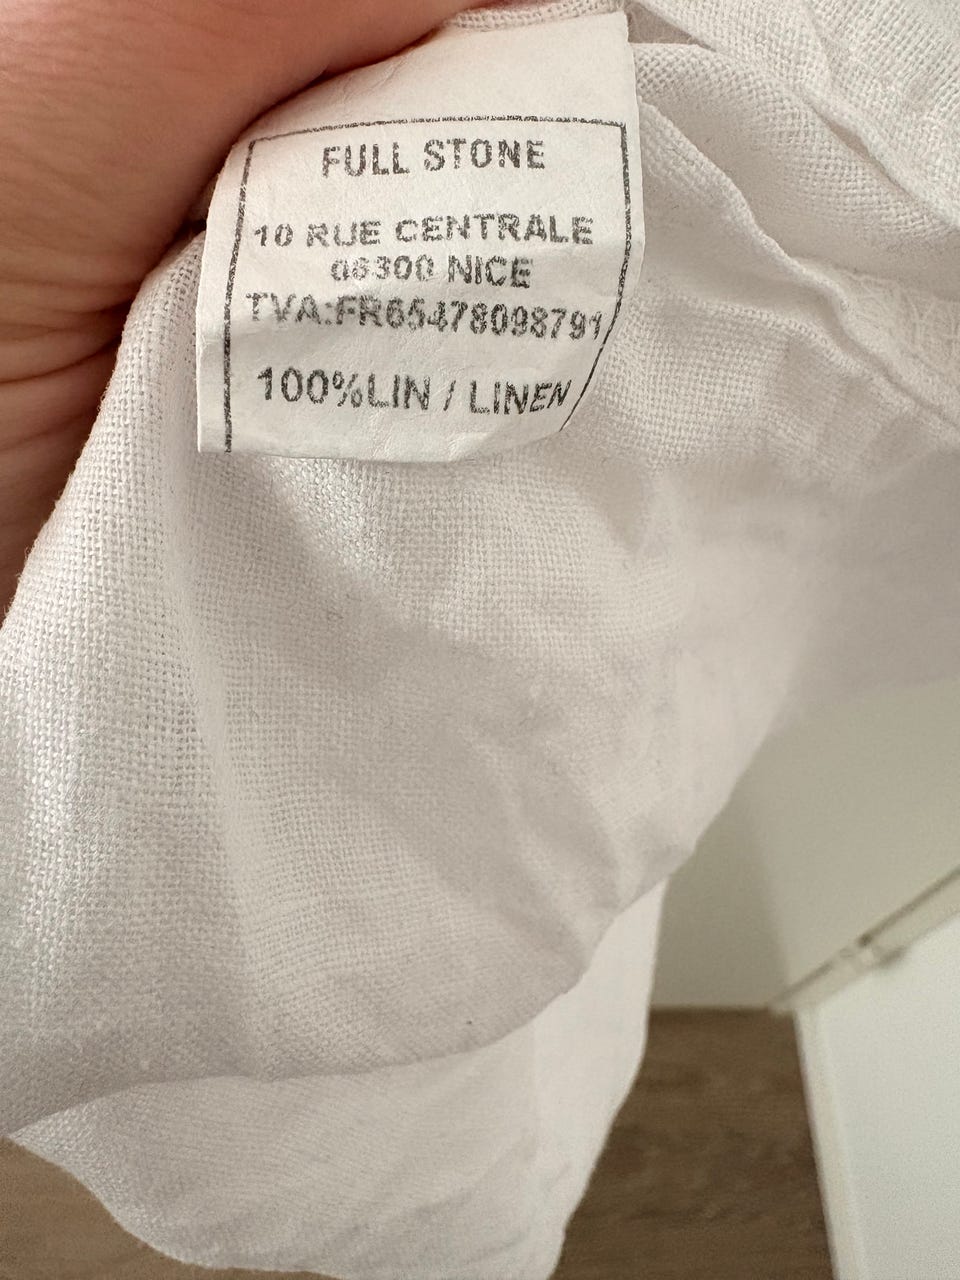 FULL STONE
10 RUE CENTRALE
06300 NICE
TVA:FR65478098791
100%LIN / LINEN